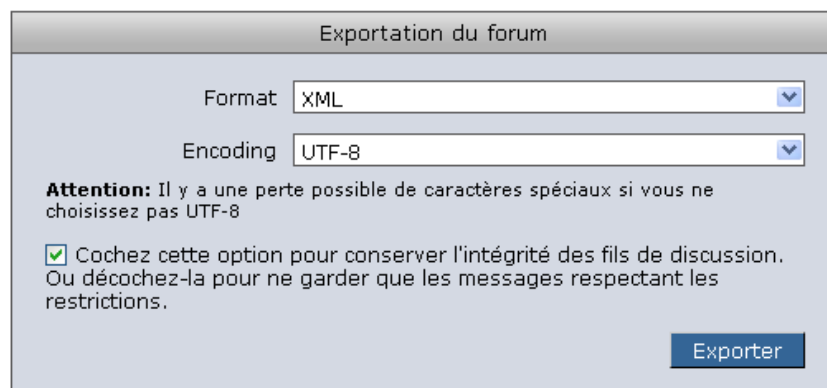 Exportation du forum
Format XML
Encoding UTF-8
Attention: Il y a une perte possible de caractères spéciaux si vous ne
choisissez pas UTF-8
Cochez cette option pour conserver l'intégrité des fils de discussion.
Ou décochez-la pour ne garder que les messages respectant les
restrictions.
Exporter